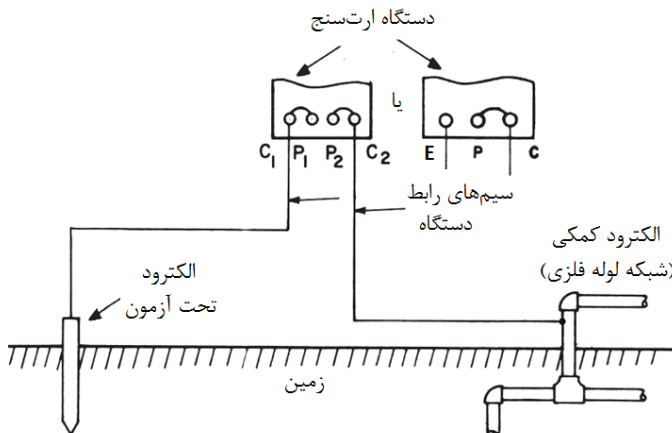 دستگاه ارت‌سنج
یا
C1 P1 P2 C2
E P C
سیم‌های رابط
دستگاه
الکترود کمکی
(شبکه لوله فلزی)
الکترود
تحت آزمون
زمین